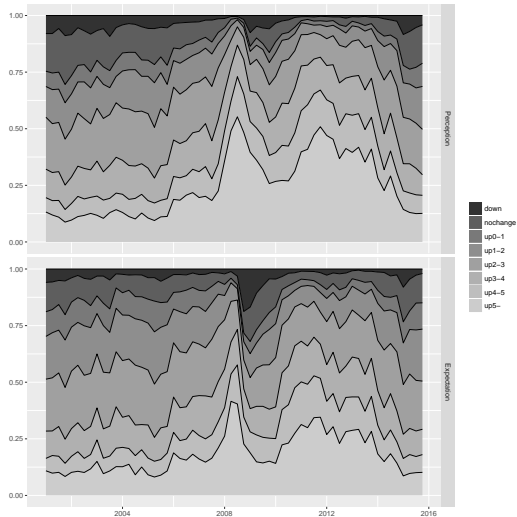 1.00
0.75
0.50
0.25
0.00
Perception
1.00
0.75
0.50
0.25
0.00
Expectation
2004
2008
2012
2016
down
nochange
up0−1
up1−2
up2−3
up3−4
up4−5
up5−